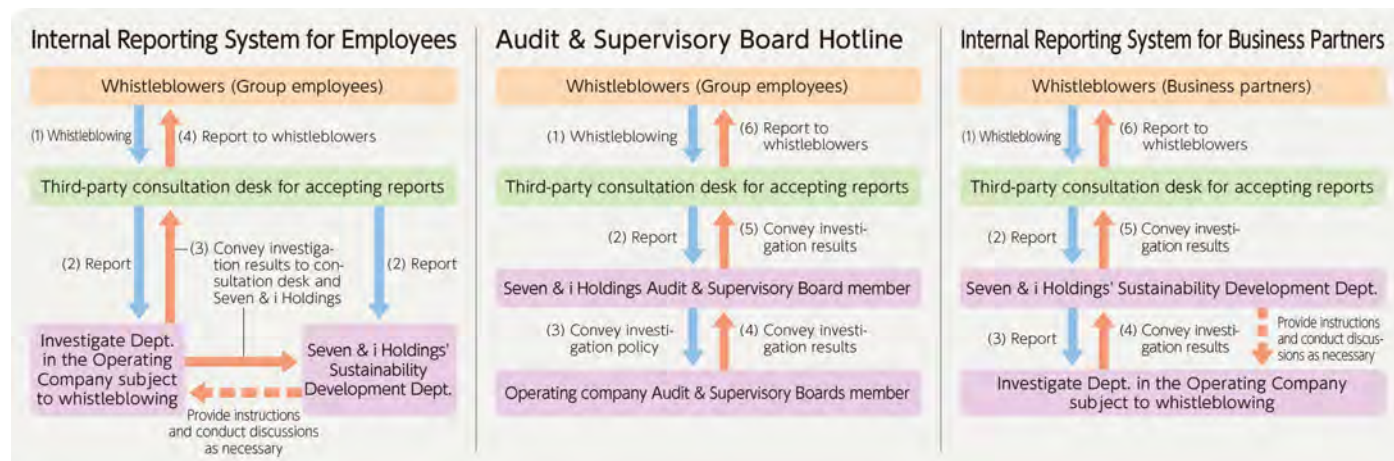 Internal Reporting System for Employees
Whistleblowers (Group employees)
(1) Whistleblowing
(4) Report to whistleblowers
Third-party consultation desk for accepting reports
(2) Report
(3) Convey investiga-
tion results to con-
sultation desk and
Seven & i Holdings
(2) Report
Investigate Dept.
in the Operating
Company subject
to whistleblowing
Seven & i Holdings'
Sustainability
Development Dept.
Provide instructions
and conduct discussions
as necessary
Audit & Supervisory Board Hotline
Whistleblowers (Group employees)
(1) Whistleblowing
(6) Report to
whistleblowers
Third-party consultation desk for accepting reports
(2) Report
(5) Convey investi-
gation results
Seven & i Holdings Audit & Supervisory Board member
(3) Convey investi-
gation policy
(4) Convey investi-
gation results
Operating company Audit & Supervisory Boards member
Internal Reporting System for Business Partners
Whistleblowers (Business partners)
(1) Whistleblowing
(6) Report to
whistleblowers
Third-party consultation desk for accepting reports
(2) Report
(5) Convey investi-
gation results
Seven & i Holdings' Sustainability Development Dept.
(3) Report
(4) Convey investi-
gation results
Provide instructions
and conduct discus-
sions as necessary
Investigate Dept. in the Operating Company
subject to whistleblowing